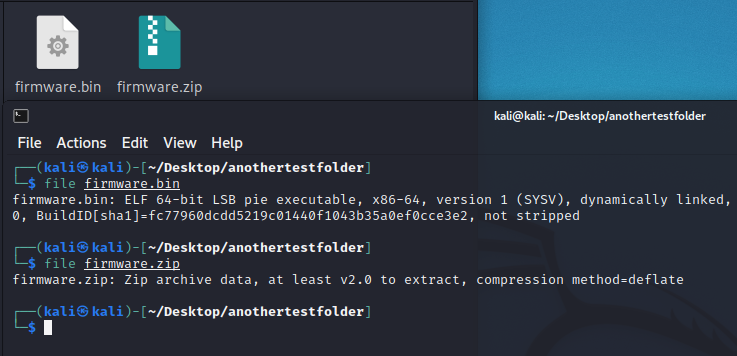 firmware.bin firmware.zip
kali@kali: ~/Desktop/anothertestfolder
File Actions Edit View Help
┌──(kali㉿kali)-[~/Desktop/anothertestfolder]
└─$ file firmware.bin
firmware.bin: ELF 64-bit LSB pie executable, x86-64, version 1 (SYSV), dynamically linked,
0, BuildID[sha1]=fc77960dcdd5219c01440f1043b35a0ef0cce3e2, not stripped
┌──(kali㉿kali)-[~/Desktop/anothertestfolder]
└─$ file firmware.zip
firmware.zip: Zip archive data, at least v2.0 to extract, compression method=deflate
┌──(kali㉿kali)-[~/Desktop/anothertestfolder]
└─$